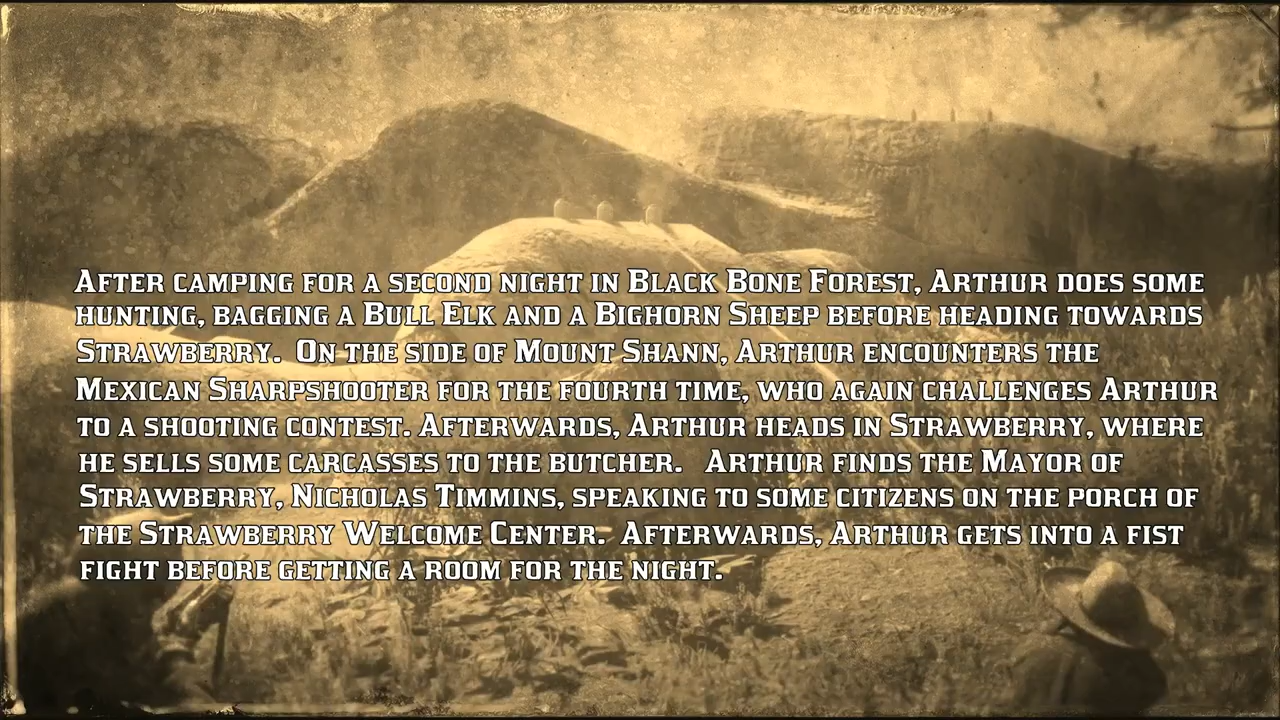 After camping for a second night in Black Bone Forest, Arthur does some
hunting, bagging a Bull Elk and a Bighorn Sheep before heading towards
Strawberry.  On the side of Mount Shann, Arthur encounters the
Mexican Sharpshooter for the fourth time, who again challenges Arthur
to a shooting contest. Afterwards, Arthur heads in Strawberry, where
he sells some carcasses to the butcher.  Arthur finds the Mayor of
Strawberry, Nicholas Timmins, speaking to some citizens on the porch of
the Strawberry Welcome Center.  Afterwards, Arthur gets into a fist
fight before getting a room for the night.